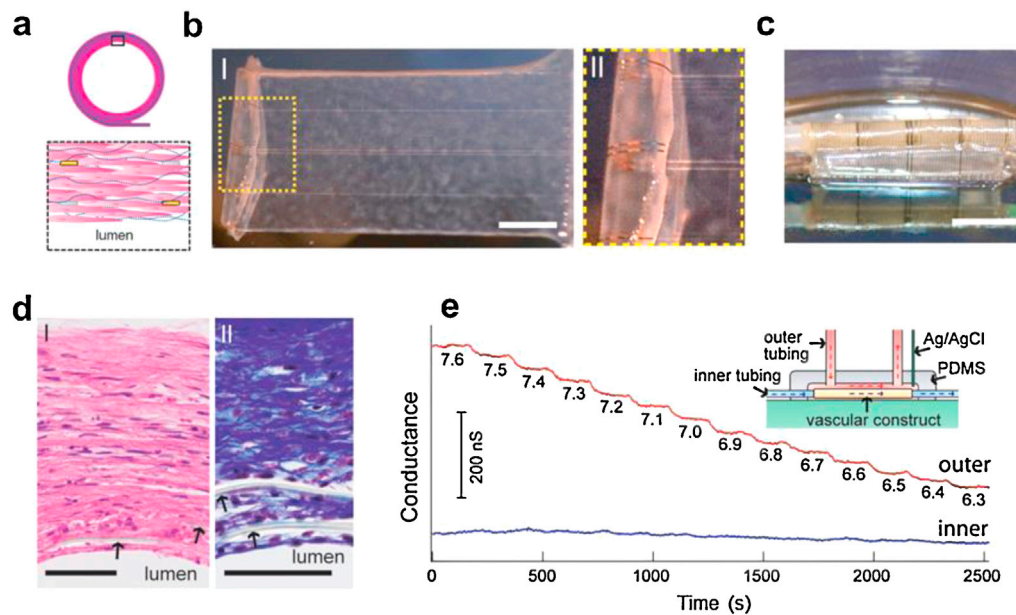 a
lumen
b
I
II
c
d
I
lumen
II
lumen
e
Conductance
200 nS
7.6
7.5
7.4
7.3
7.2
7.1
7.0
6.9
6.8
6.7
6.6
6.5
6.4
6.3
outer
inner
outer
tubing
inner tubing
Ag/AgCl
PDMS
vascular construct
0
500
1000
1500
2000
2500
Time (s)